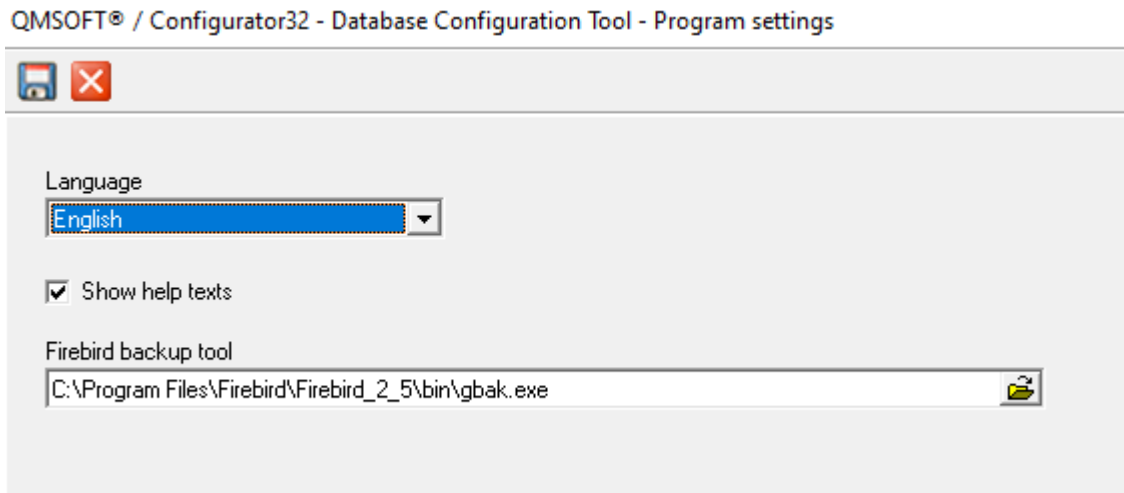 QMSOFT® / Configurator32 - Database Configuration Tool - Program settings
Language
English
Show help texts
Firebird backup tool
C:\Program Files\Firebird\Firebird_2_5\bin\gbak.exe